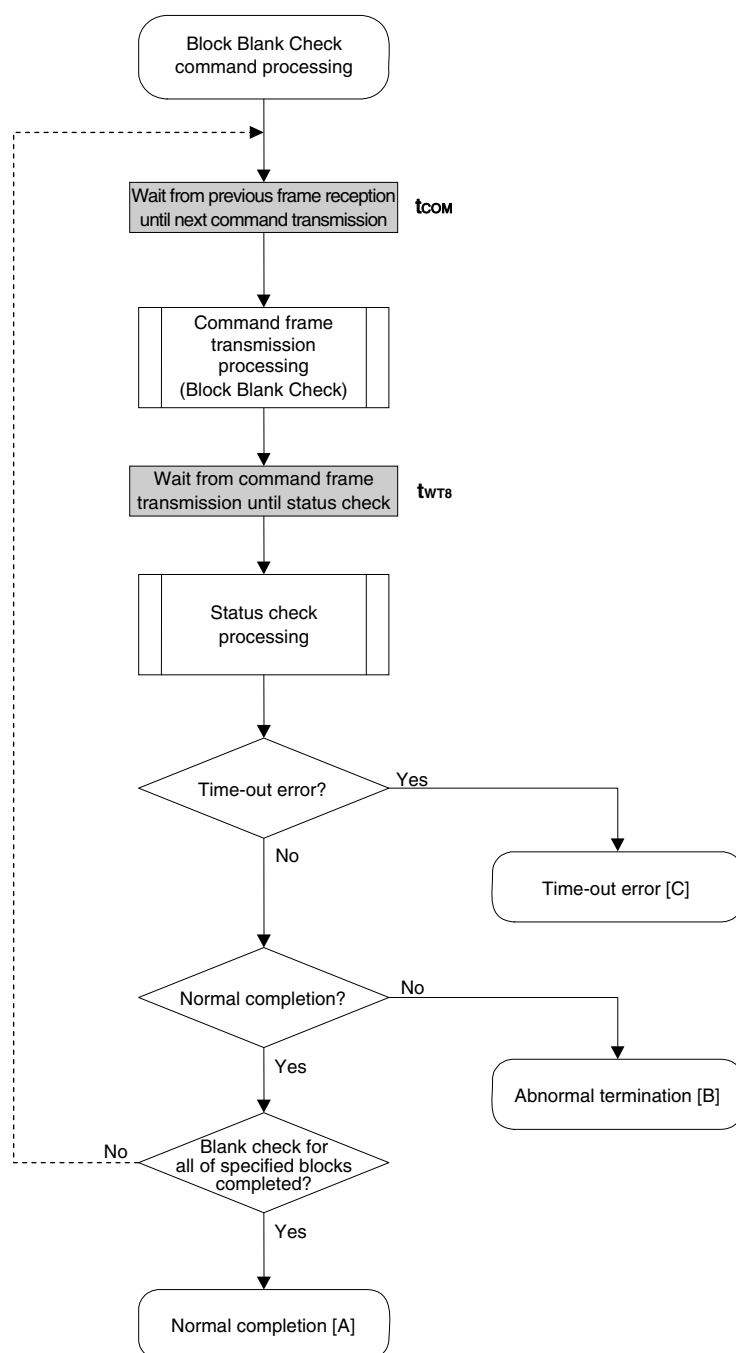 Block Blank Check
command processing
Wait from previous frame reception
until next command transmission
tCOM
Command frame
transmission
processing
(Block Blank Check)
Wait from command frame
transmission until status check
tWT8
Status check
processing
Time-out error?
Yes
No
Time-out error [C]
Normal completion?
No
Yes
Abnormal termination [B]
Blank check for
all of specified blocks
completed?
No
Yes
Normal completion [A]